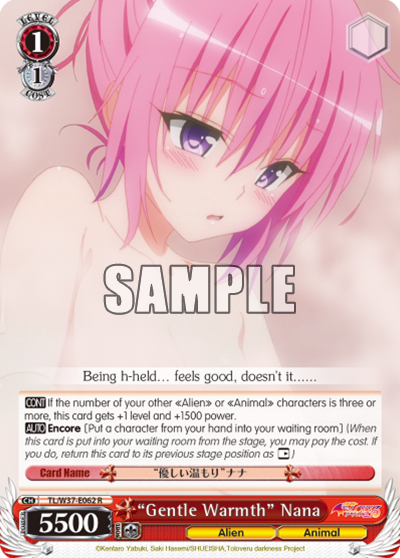 LEVEL
1
1
COST
SAMPLE
Being h-held… feels good, doesn't it……
CONT If the number of your other «Alien» or «Animal» characters is three or
more, this card gets +1 level and +1500 power.
AUTO Encore [Put a character from your hand into your waiting room] (When
this card is put into your waiting room from the stage, you may pay the cost. If
you do, return this card to its previous stage position as
Card Name
“優しい温もり”ナナ
CH TL/W37-E062 R
“Gentle Warmth” Nana
POWER
5500
TRAIT
Alien
Animal
©Kentaro Yabuki, Saki Hasemi/SHUEISHA,Toloveru darkness Project